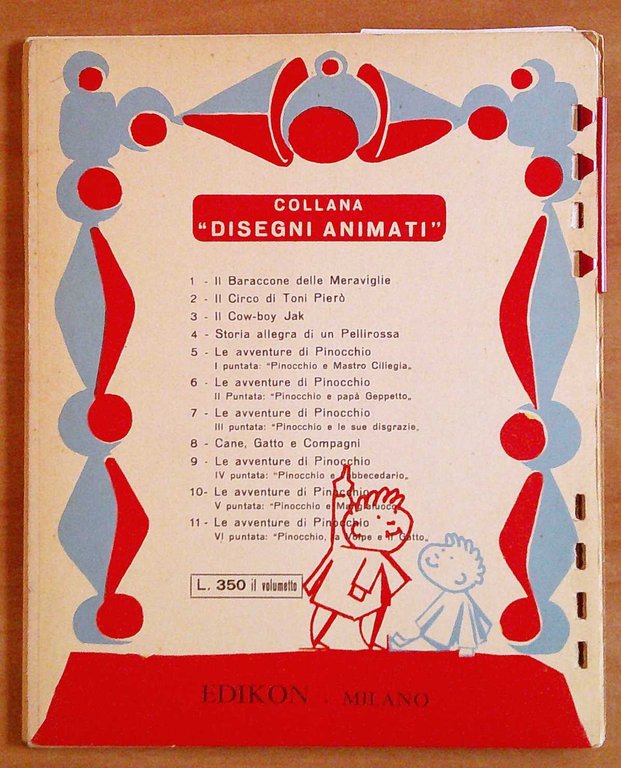 COLLANA
"DISEGNI ANIMATI"
1 - Il Baraccone delle Meraviglie
2 - Il Circo di Toni Pierò
3 - Il Cow-boy Jak
4 - Storia allegra di un Pellirossa
5 - Le avventure di Pinocchio
I puntata: "Pinocchio e Mastro Ciliegia„
6 - Le avventure di Pinocchio
II Puntata: "Pinocchio e papà Geppetto„
7 - Le avventure di Pinocchio
III puntata: "Pinocchio e le sue disgrazie„
8 - Cane, Gatto e Compagni
9 - Le avventure di Pinocchio
IV puntata: "Pinocchio e l'abbecedario„
10- Le avventure di Pinocchio
V puntata: "Pinocchio e Mangiafuoco„
11 - Le avventure di Pinocchio
VI puntata: "Pinocchio, la Volpe e il Gatto„
L. 350 il volumetto
EDIKON - MILANO